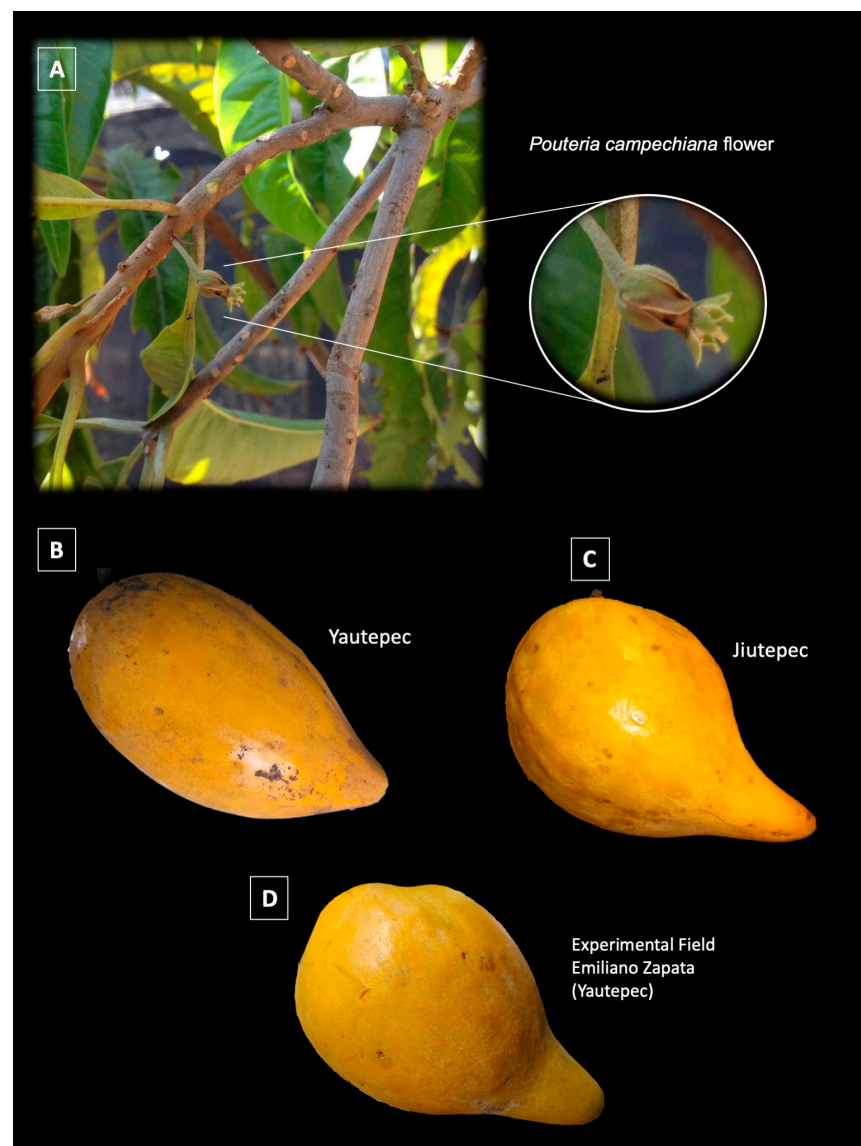 A
Pouteria campechiana flower
B
Yautepec
C
Jiutepec
D
Experimental Field
Emiliano Zapata
(Yautepec)